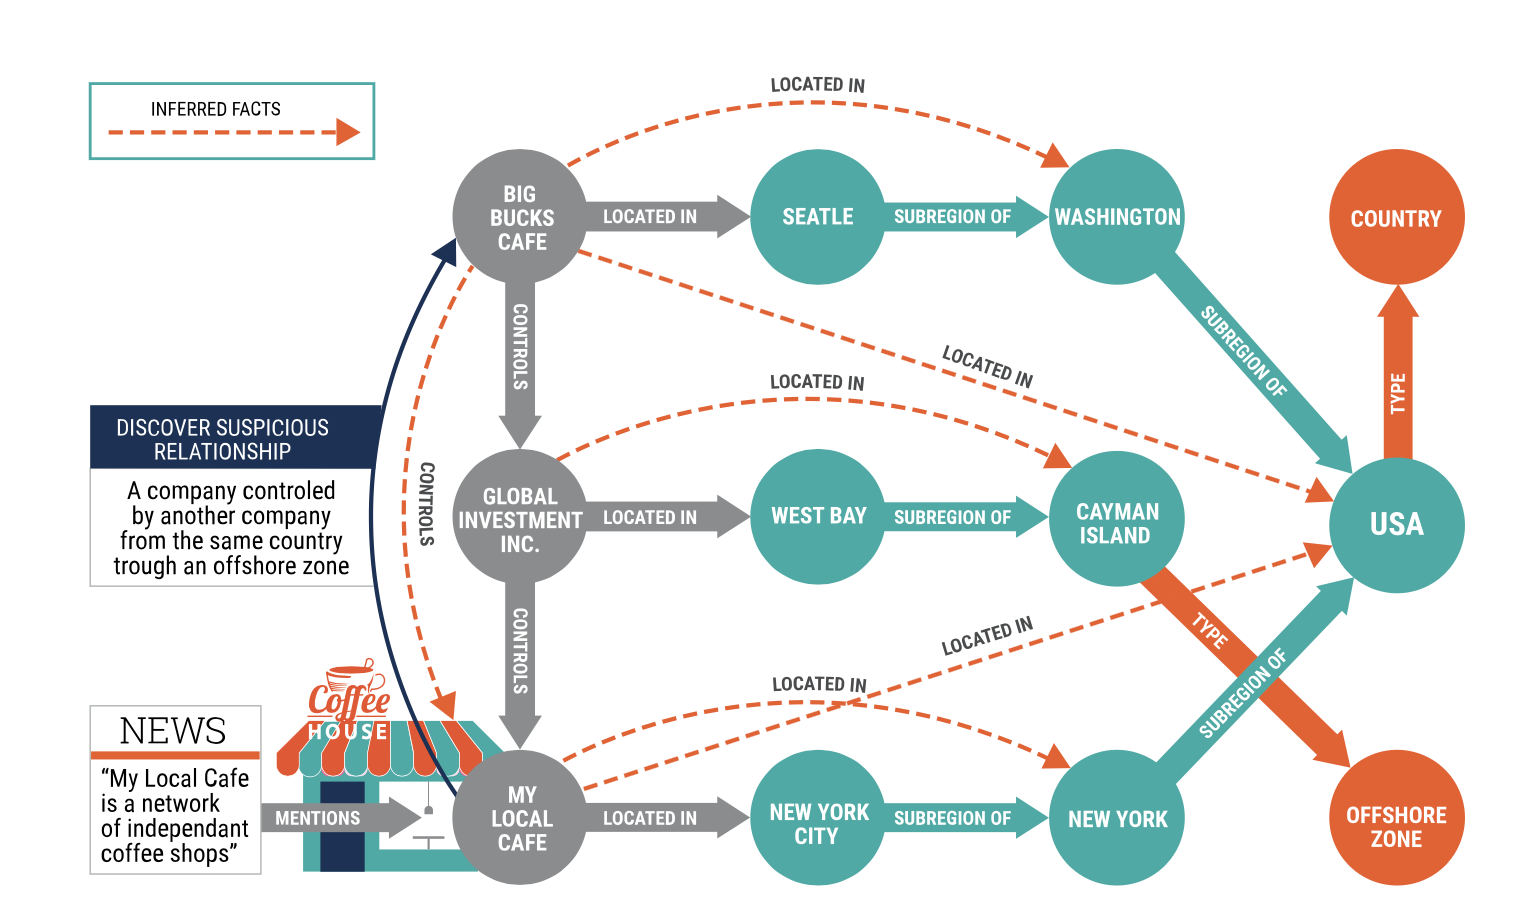 LOCATED IN
INFERRED FACTS
BIG
BUCKS
CAFE
LOCATED IN
SEATLE
SUBREGION OF
WASHINGTON
COUNTRY
CONTROLS
SUBREGION OF
LOCATED IN
LOCATED IN
TYPE
DISCOVER SUSPICIOUS
RELATIONSHIP
A company controled
by another company
from the same country
trough an offshore zone
CONTROLS
GLOBAL
INVESTMENT
INC.
LOCATED IN
WEST BAY
SUBREGION OF
CAYMAN
ISLAND
USA
CONTROLS
LOCATED IN
TYPE
SUBREGION OF
LOCATED IN
Coffee
HOUSE
NEWS
“My Local Cafe
is a network
of independant
coffee shops”
MENTIONS
MY
LOCAL
CAFE
LOCATED IN
NEW YORK
CITY
SUBREGION OF
NEW YORK
OFFSHORE
ZONE